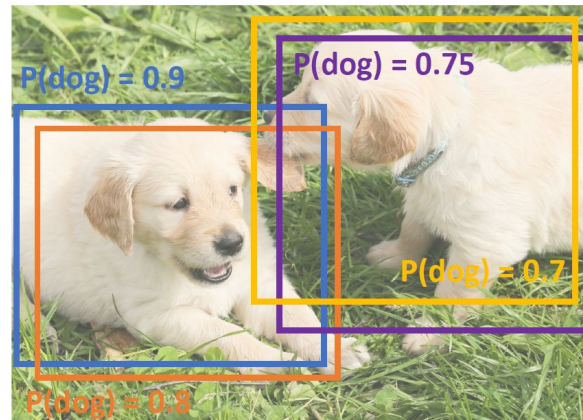 P(dog) = 0.9
P(dog) = 0.75
P(dog) = 0.7
P(dog) = 0.8